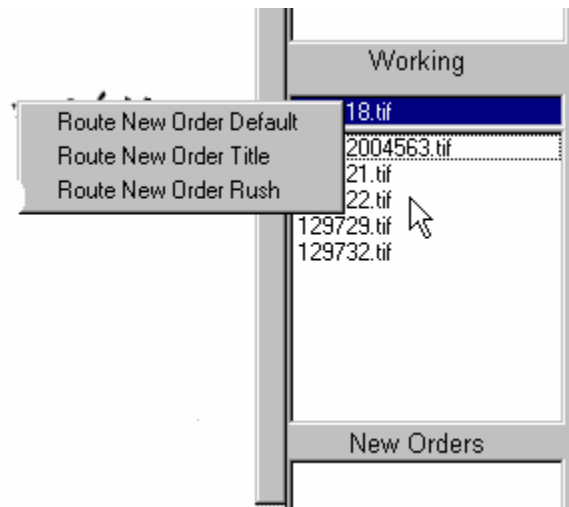 Working
Route New Order Default
Route New Order Title
Route New Order Rush
18.tif
2004563.tif
21.tif
22.tif
129729.tif
129732.tif
New Orders